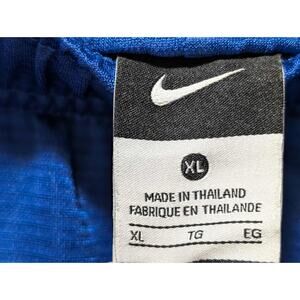 XL
MADE IN THAILAND
FABRIQUE EN THAILANDE
XL TG EG